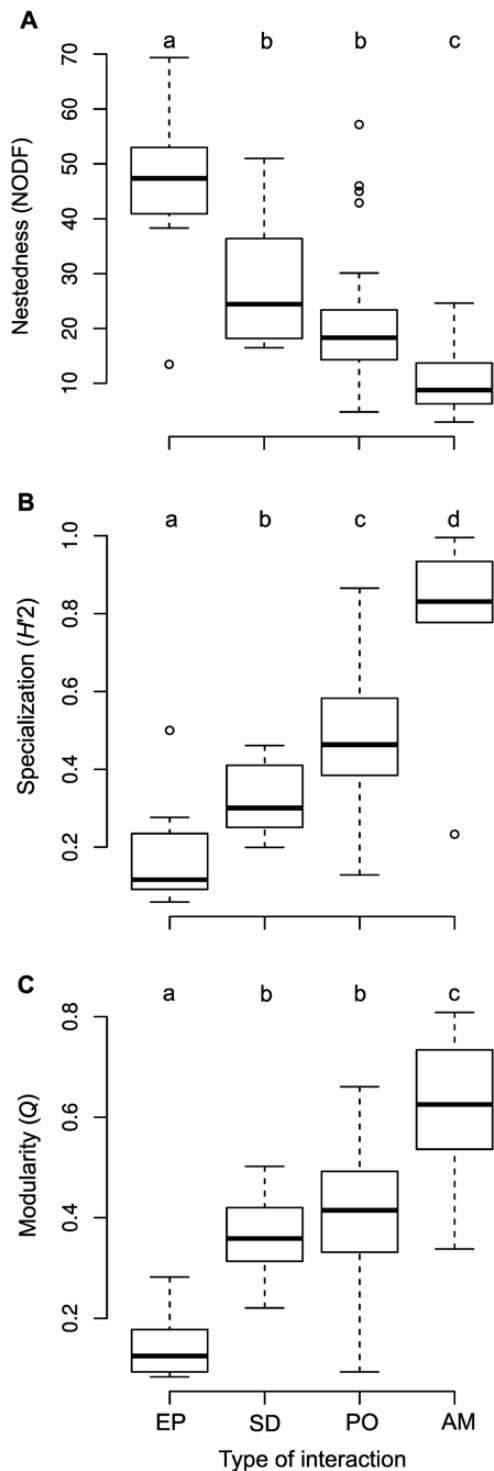 A
a b b c
70
60
50
40
30
20
10
Nestedness (NODF)
B
a b c d
1.0
0.8
0.6
0.4
0.2
Specialization (H'2)
C
a b b c
0.8
0.6
0.4
0.2
Modularity (Q)
EP SD PO AM
Type of interaction